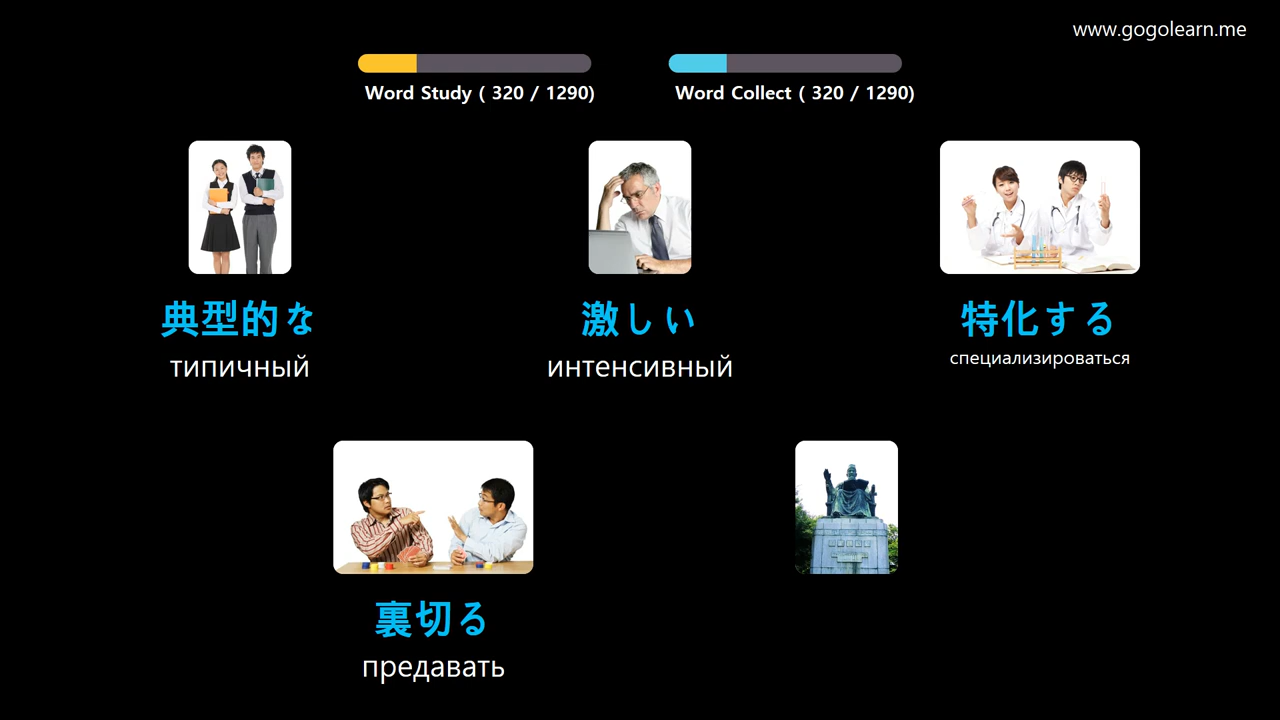 www.gogolearn.me
Word Study ( 320 / 1290)
Word Collect ( 320 / 1290)
典型的な
типичный
激しい
интенсивный
特化する
специализироваться
裏切る
предавать